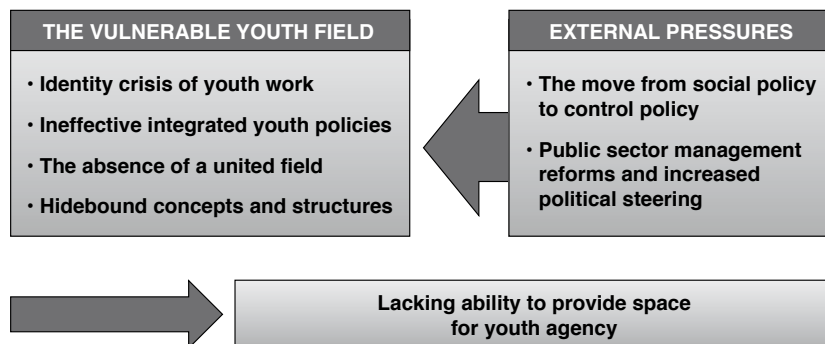 THE VULNERABLE YOUTH FIELD
• Identity crisis of youth work
• Ineffective integrated youth policies
• The absence of a united field
• Hidebound concepts and structures
EXTERNAL PRESSURES
• The move from social policy
to control policy
• Public sector management
reforms and increased
political steering
Lacking ability to provide space
for youth agency